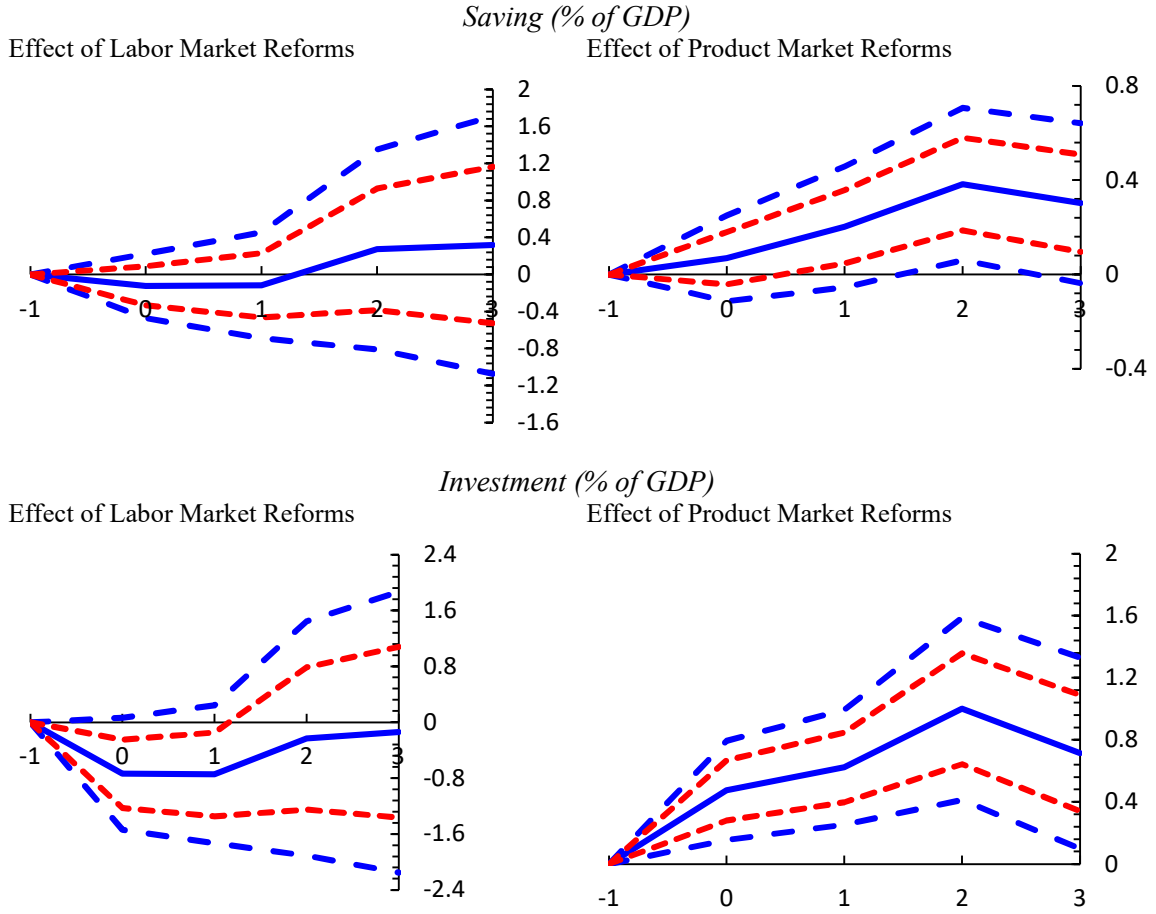 Saving (% of GDP)
Effect of Labor Market Reforms
Effect of Product Market Reforms
2
1.6
1.2
0.8
0.4
0
-0.4
-0.8
-1.2
-1.6
-1 0 1 2 3
0.8
0.4
0
-0.4
-1 0 1 2 3
Investment (% of GDP)
Effect of Labor Market Reforms
Effect of Product Market Reforms
2.4
1.6
0.8
0
-0.8
-1.6
-2.4
-1 0 1 2 3
2
1.6
1.2
0.8
0.4
0
-1 0 1 2 3